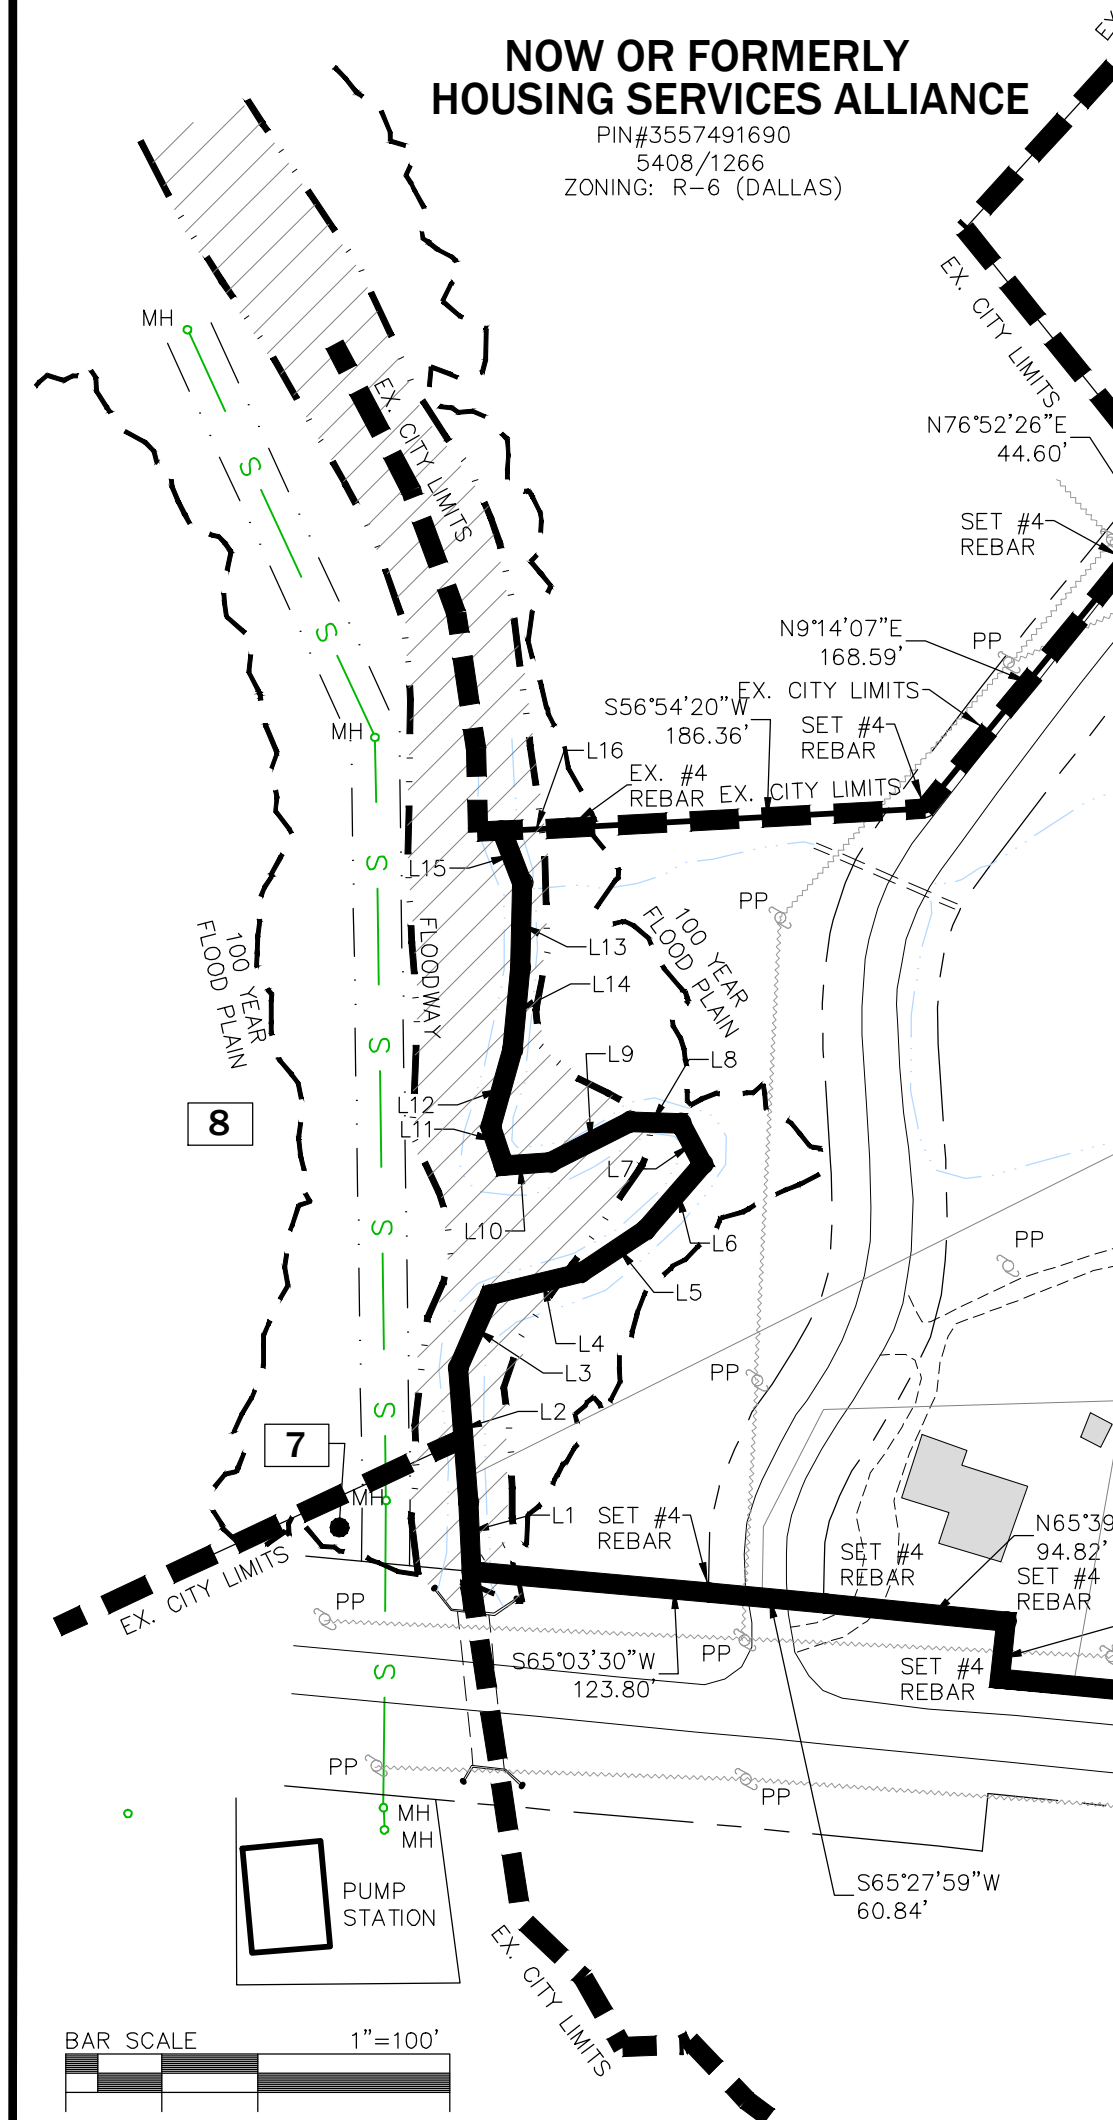 NOW OR FORMERLY
HOUSING SERVICES ALLIANCE
PIN#3557491690
5408/1266
ZONING: R-6 (DALLAS)
EX. CITY LIMITS
MH
EX. CITY LIMITS
N76°52'26"E
44.60'
S
SET #4
REBAR
S
N9°14'07"E
168.59'
PP
EX. CITY LIMITS
S56°54'20"W
186.36'
SET #4
REBAR
MH
L16
EX. #4
REBAR
EX. CITY LIMITS
S
L15
PP
100 YEAR
FLOOD PLAIN
FLOODWAY
L13
100 YEAR
FLOOD PLAIN
L14
S
L9
L8
8
L12
L11
L7
L10
S
L6
PP
L5
L4
L3
PP
S
L2
7
MH
L1
SET #4
REBAR
N65°39
94.82'
SET #4
REBAR
SET #4
REBAR
EX. CITY LIMITS
PP
PP
S65°03'30"W
123.80'
S
SET #4
REBAR
PP
PP
MH
MH
S65°27'59"W
60.84'
PUMP
STATION
EX. CITY LIMITS
BAR SCALE
1"=100'